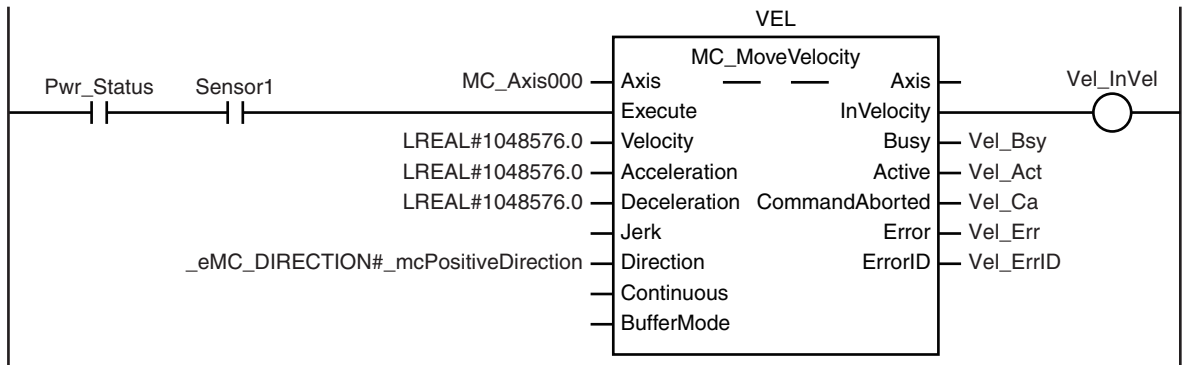 VEL
MC_MoveVelocity
Pwr_Status Sensor1 MC_Axis000 Axis Axis Vel_InVel
Execute InVelocity
LREAL#1048576.0 Velocity Busy Vel_Bsy
LREAL#1048576.0 Acceleration Active Vel_Act
LREAL#1048576.0 Deceleration CommandAborted Vel_Ca
Jerk Error Vel_Err
_eMC_DIRECTION#_mcPositiveDirection Direction ErrorID Vel_ErrID
Continuous
BufferMode